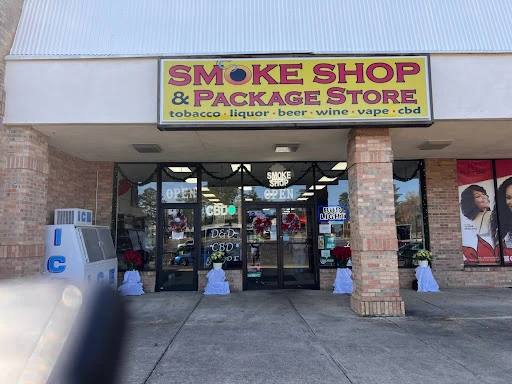 SMOKE SHOP
& PACKAGE STORE
tobacco · liquor · beer · wine · vape · cbd
OPEN
SMOKE
SHOP
OPEN
CBD
BUD
LIGHT
D&D
CBD
ICE
I
C